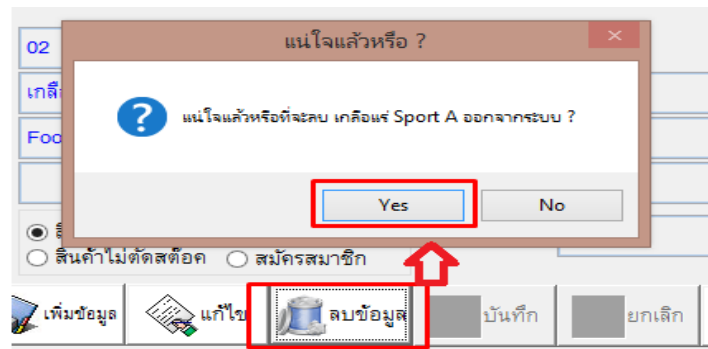 แน่ใจแล้วหรือ ?
02
เกลือ
แน่ใจแล้วหรือที่จะลบ เกลือแร่ Sport A ออกจากระบบ ?
Foo
Yes
No
สินค้าไม่ตัดสต๊อค
สมัครสมาชิก
เพิ่มข้อมูล
แก้ไข
ลบข้อมูล
บันทึก
ยกเลิก